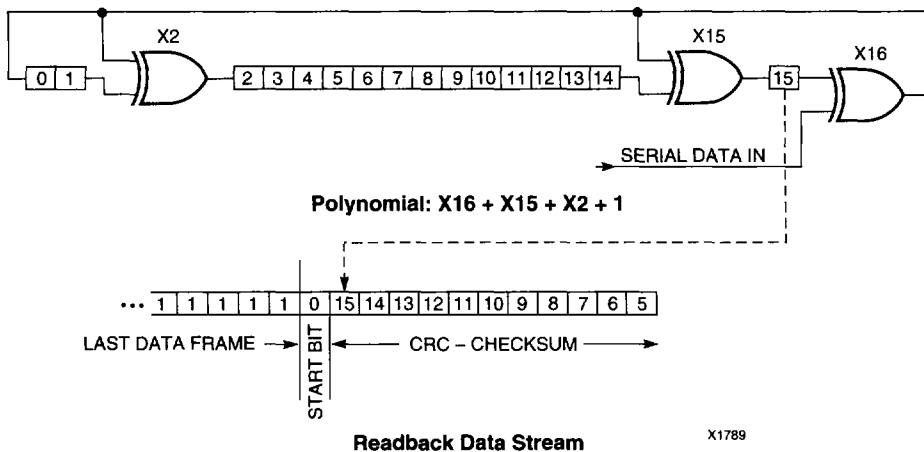 X2
X15
X16
0 1
2 3 4 5 6 7 8 9 10 11 12 13 14
15
SERIAL DATA IN
Polynomial: X16 + X15 + X2 + 1
••• 1 1 1 1 1 0 15 14 13 12 11 10 9 8 7 6 5
LAST DATA FRAME
START BIT
CRC – CHECKSUM
Readback Data Stream
X1789